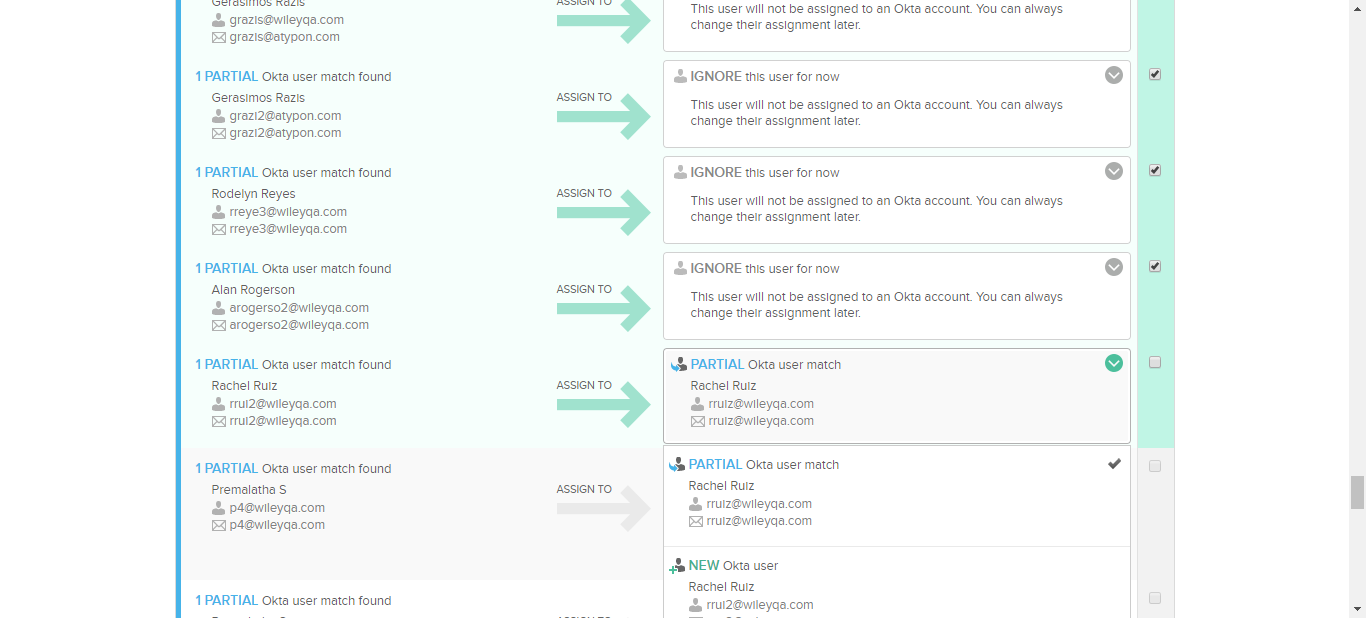 Gerasimos Razis
grazis@wileyqa.com
grazis@atypon.com
ASSIGN TO
This user will not be assigned to an Okta account. You can always
change their assignment later.
1 PARTIAL Okta user match found
Gerasimos Razis
grazi2@atypon.com
grazi2@atypon.com
ASSIGN TO
IGNORE this user for now
This user will not be assigned to an Okta account. You can always
change their assignment later.
1 PARTIAL Okta user match found
Rodelyn Reyes
rreye3@wileyqa.com
rreye3@wileyqa.com
ASSIGN TO
IGNORE this user for now
This user will not be assigned to an Okta account. You can always
change their assignment later.
1 PARTIAL Okta user match found
Alan Rogerson
arogerso2@wileyqa.com
arogerso2@wileyqa.com
ASSIGN TO
IGNORE this user for now
This user will not be assigned to an Okta account. You can always
change their assignment later.
1 PARTIAL Okta user match found
Rachel Ruiz
rrui2@wileyqa.com
rrui2@wileyqa.com
ASSIGN TO
PARTIAL Okta user match
Rachel Ruiz
rruiz@wileyqa.com
rruiz@wileyqa.com
1 PARTIAL Okta user match found
Premalatha S
p4@wileyqa.com
p4@wileyqa.com
ASSIGN TO
PARTIAL Okta user match
Rachel Ruiz
rruiz@wileyqa.com
rruiz@wileyqa.com
NEW Okta user
Rachel Ruiz
rrui2@wileyqa.com
1 PARTIAL Okta user match found